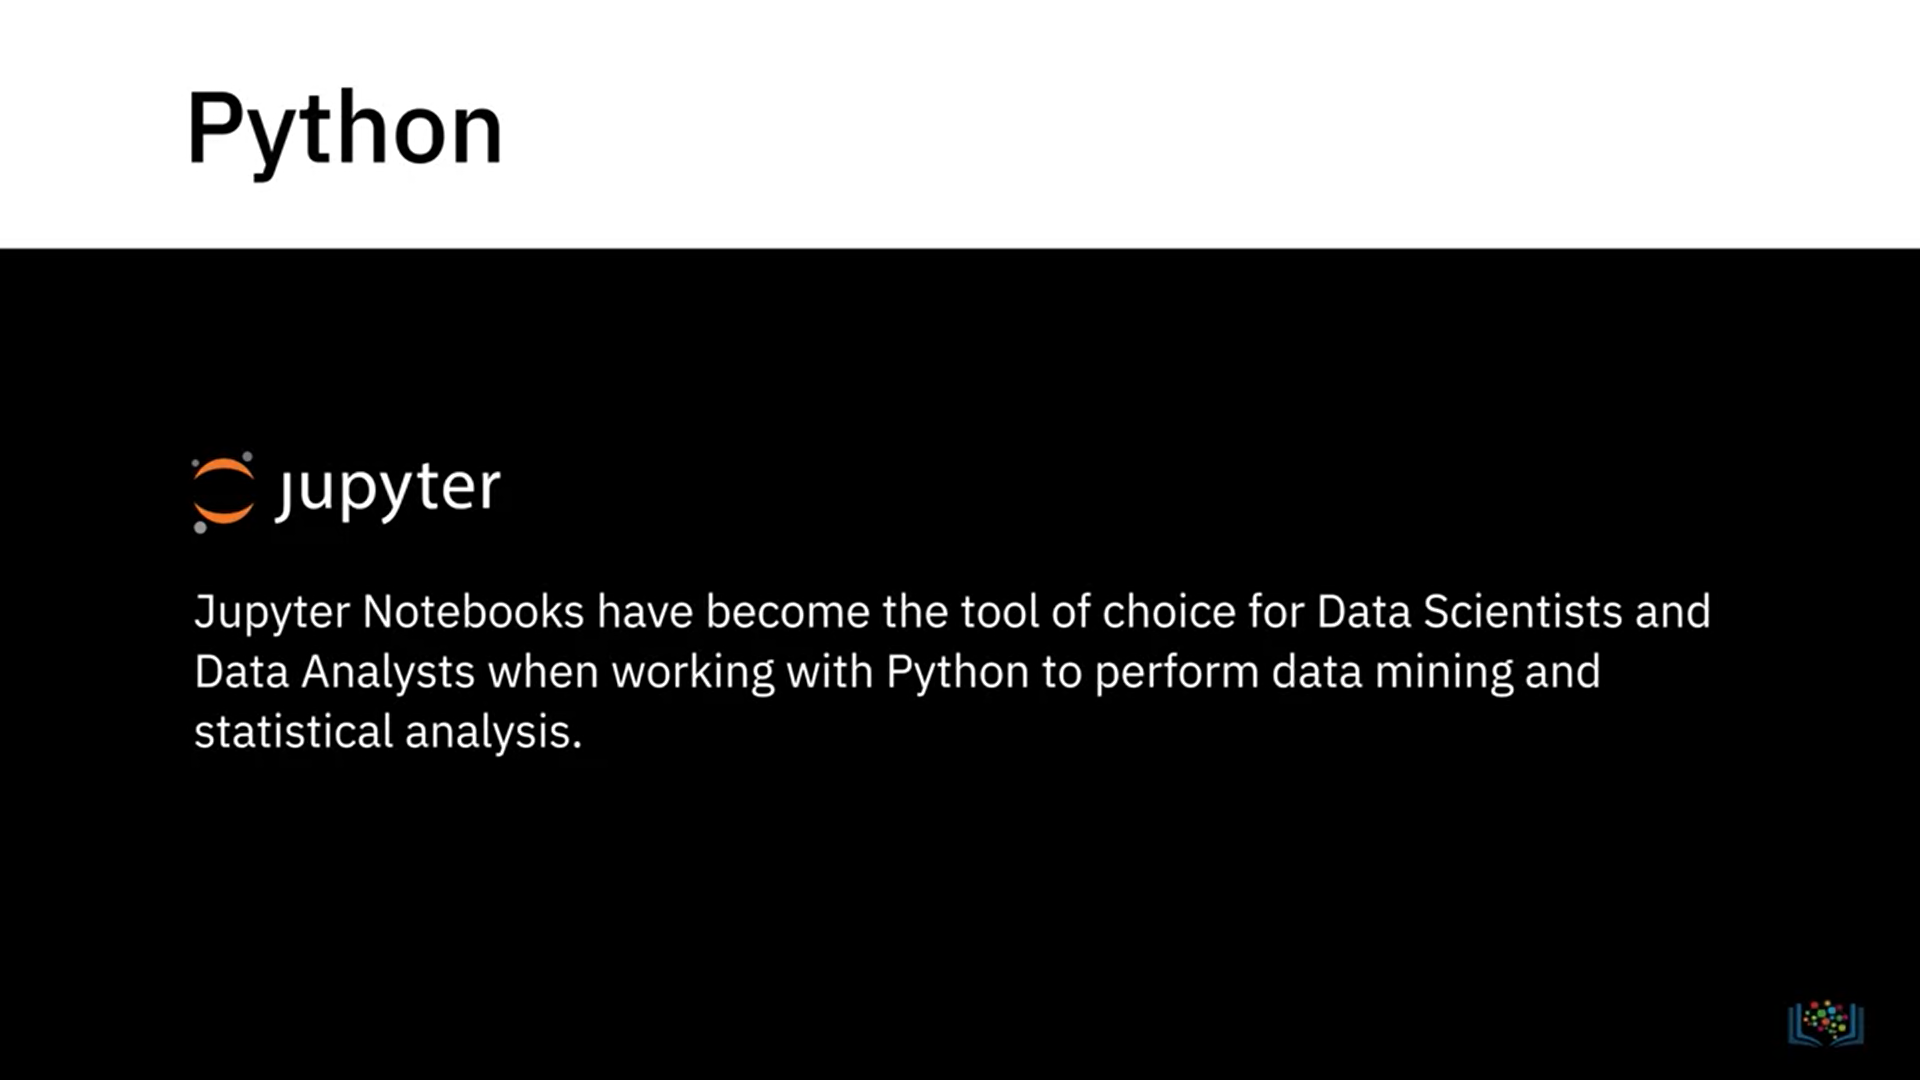 Python
jupyter
Jupyter Notebooks have become the tool of choice for Data Scientists and
Data Analysts when working with Python to perform data mining and
statistical analysis.